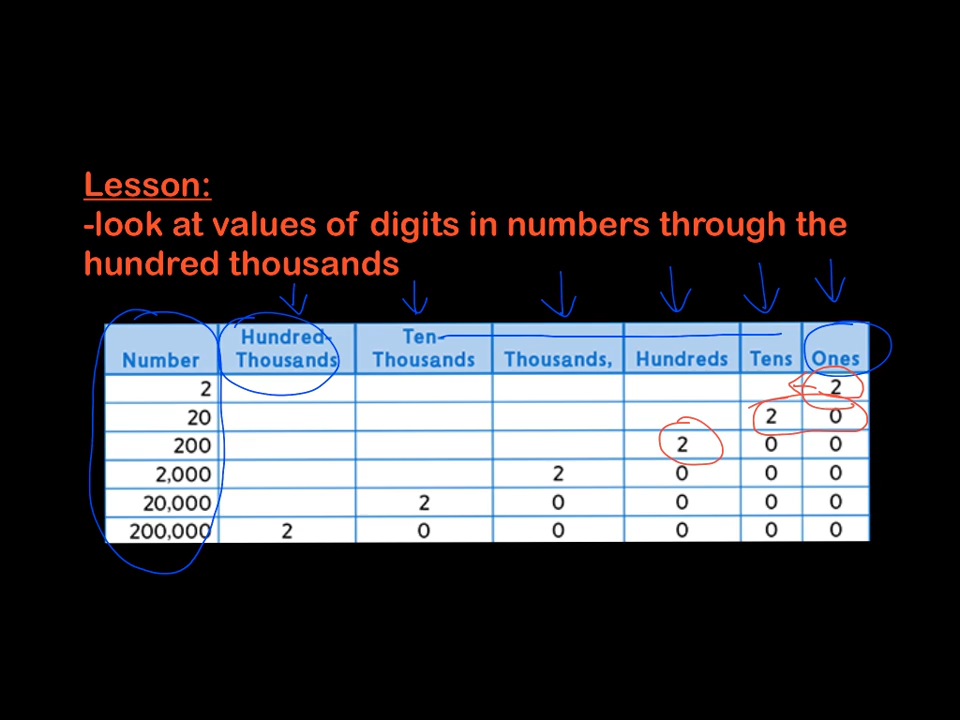 Lesson:
-look at values of digits in numbers through the
hundred thousands
Number Hundred-Thousands Ten-Thousands Thousands, Hundreds Tens Ones
2 2
20 2 0
200 2 0 0
2,000 2 0 0 0
20,000 2 0 0 0 0
200,000 2 0 0 0 0 0